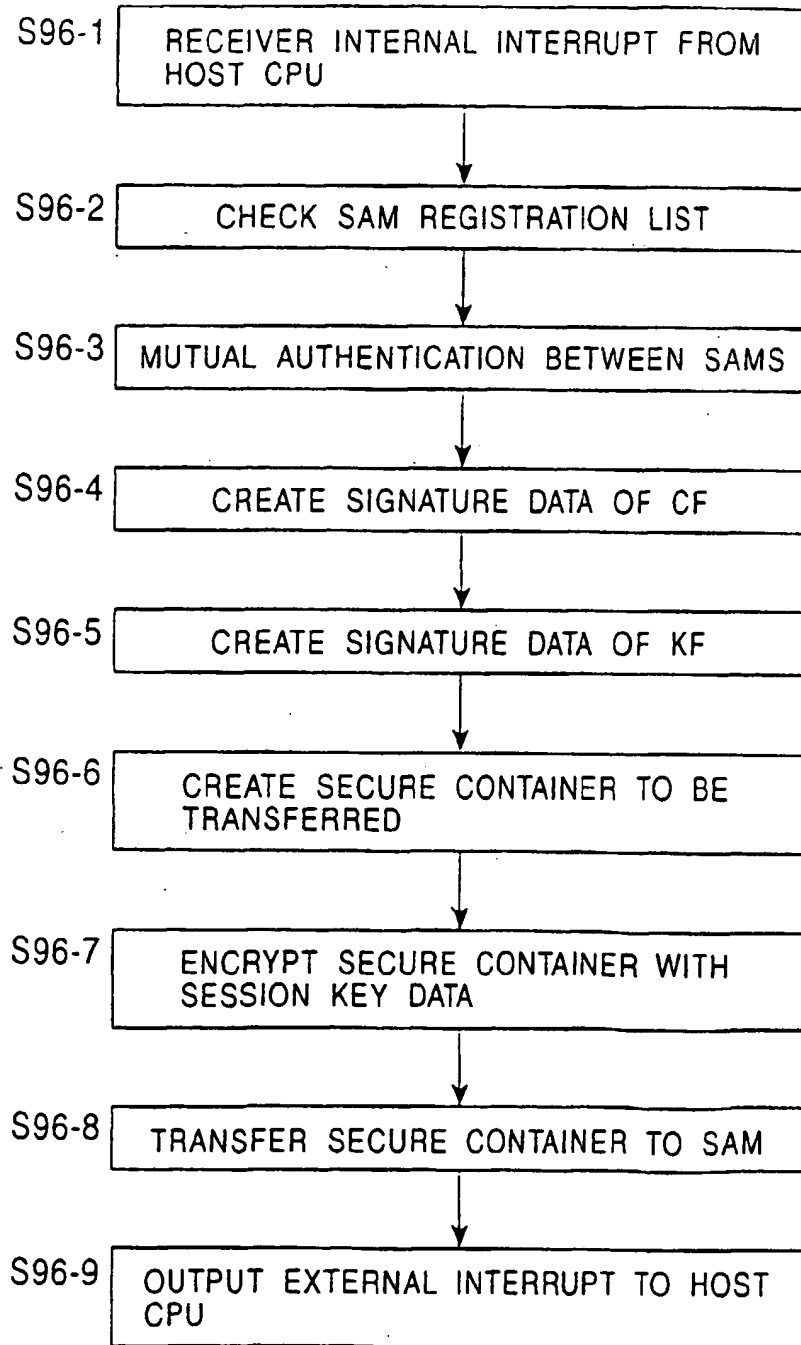 S96-1
RECEIVER INTERNAL INTERRUPT FROM
HOST CPU
S96-2
CHECK SAM REGISTRATION LIST
S96-3
MUTUAL AUTHENTICATION BETWEEN SAMS
S96-4
CREATE SIGNATURE DATA OF CF
S96-5
CREATE SIGNATURE DATA OF KF
S96-6
CREATE SECURE CONTAINER TO BE
TRANSFERRED
S96-7
ENCRYPT SECURE CONTAINER WITH
SESSION KEY DATA
S96-8
TRANSFER SECURE CONTAINER TO SAM
S96-9
OUTPUT EXTERNAL INTERRUPT TO HOST
CPU